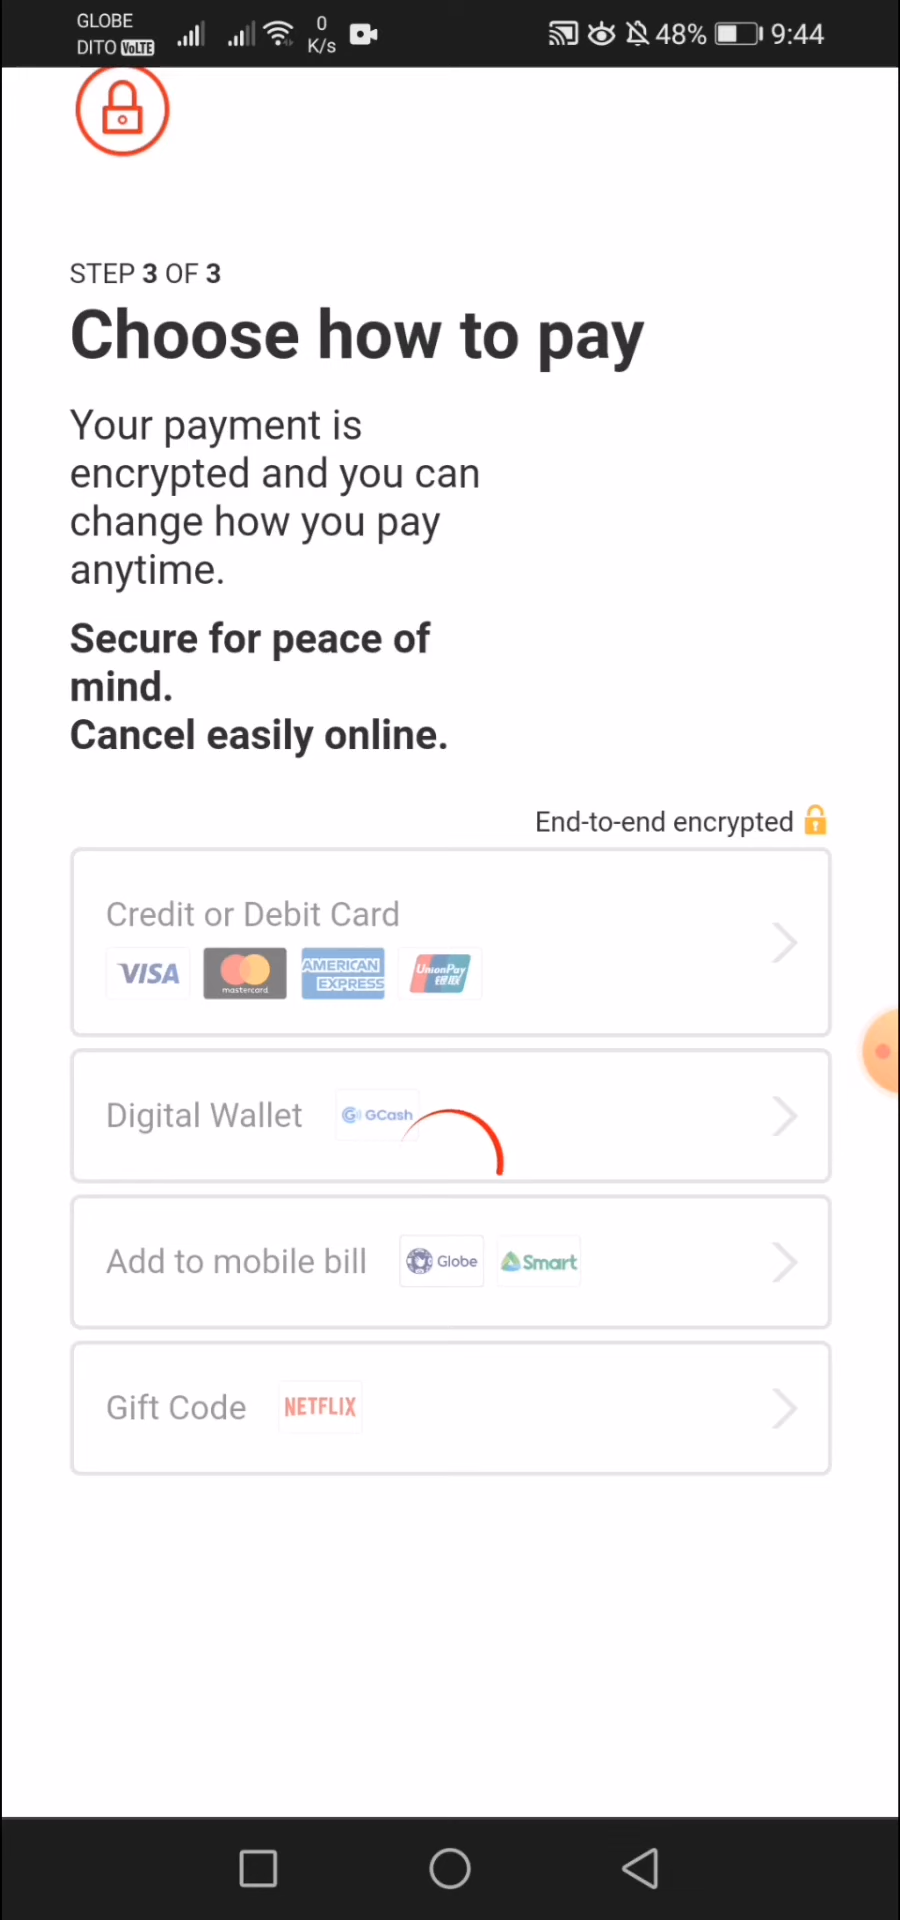 GLOBE
DITO VoLTE
0
K/s
48%
9:44
STEP 3 OF 3
Choose how to pay
Your payment is
encrypted and you can
change how you pay
anytime.
Secure for peace of
mind.
Cancel easily online.
End-to-end encrypted
Credit or Debit Card
VISA
mastercard
AMERICAN
EXPRESS
UnionPay
银联
Digital Wallet
GCash
Add to mobile bill
Globe
Smart
Gift Code
NETFLIX